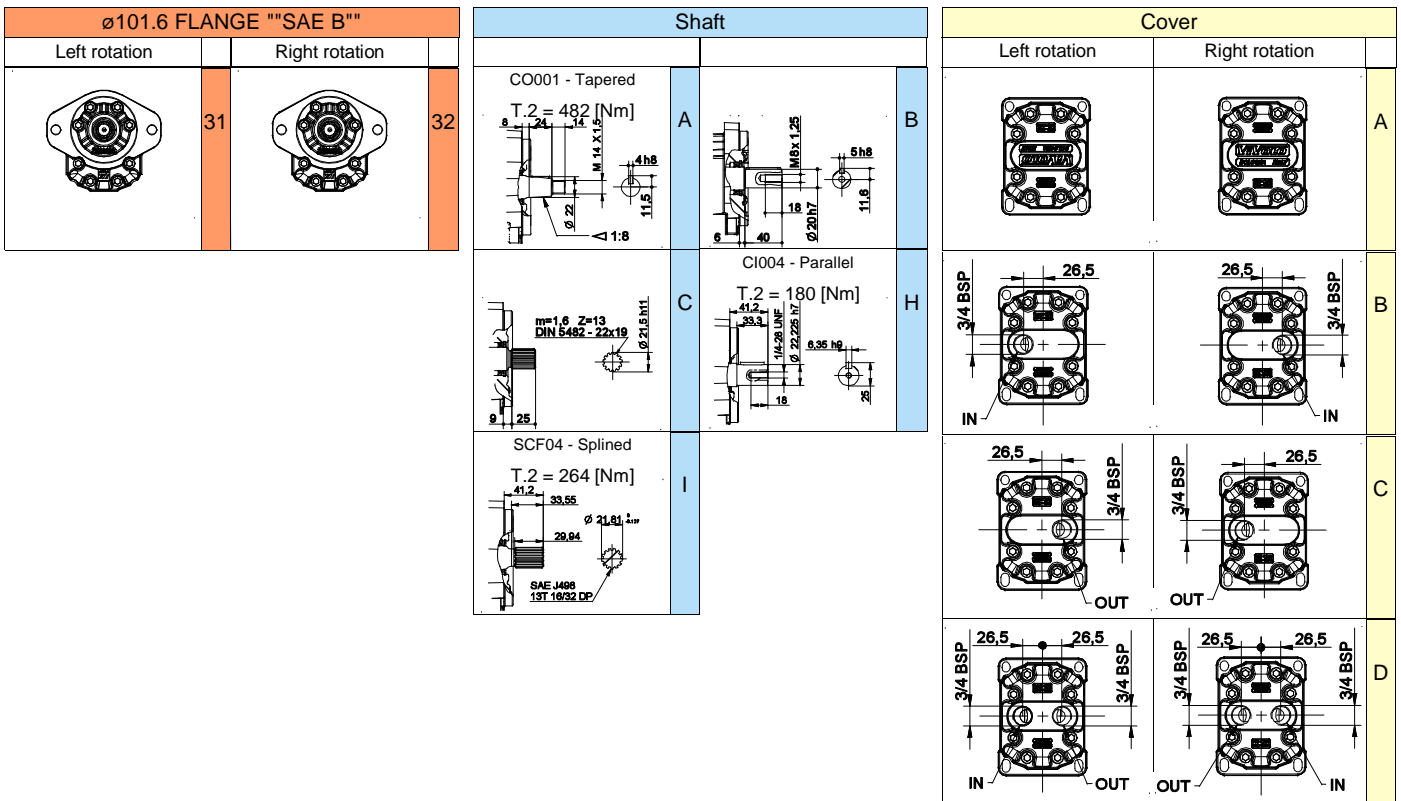 ø101.6 FLANGE ""SAE B""
Left rotation
Right rotation
31
32
Shaft
CO001 - Tapered
T.2 = 482 [Nm]
8
24
14
M 14 X 1,5
4 h8
11,5
Ø 22
1:8
A
M8 x 1,25
5 h8
18
Ø 20 h7
11,6
6
40
B
m=1,6 Z=13
DIN 5482 - 22x19
Ø 21,5 h11
9
25
C
CI004 - Parallel
T.2 = 180 [Nm]
41,2
33,3
1/4-28 UNF
Ø 22,225 h7
6,35 h9
18
25
H
SCF04 - Splined
T.2 = 264 [Nm]
41,2
33,55
Ø 21,81
29,94
SAE J498
13T 16/32 DP
I
Cover
Left rotation
Right rotation
A
26,5
3/4 BSP
IN
26,5
3/4 BSP
IN
B
26,5
3/4 BSP
OUT
26,5
3/4 BSP
OUT
C
26,5
26,5
3/4 BSP
3/4 BSP
IN
OUT
26,5
26,5
3/4 BSP
3/4 BSP
OUT
IN
D